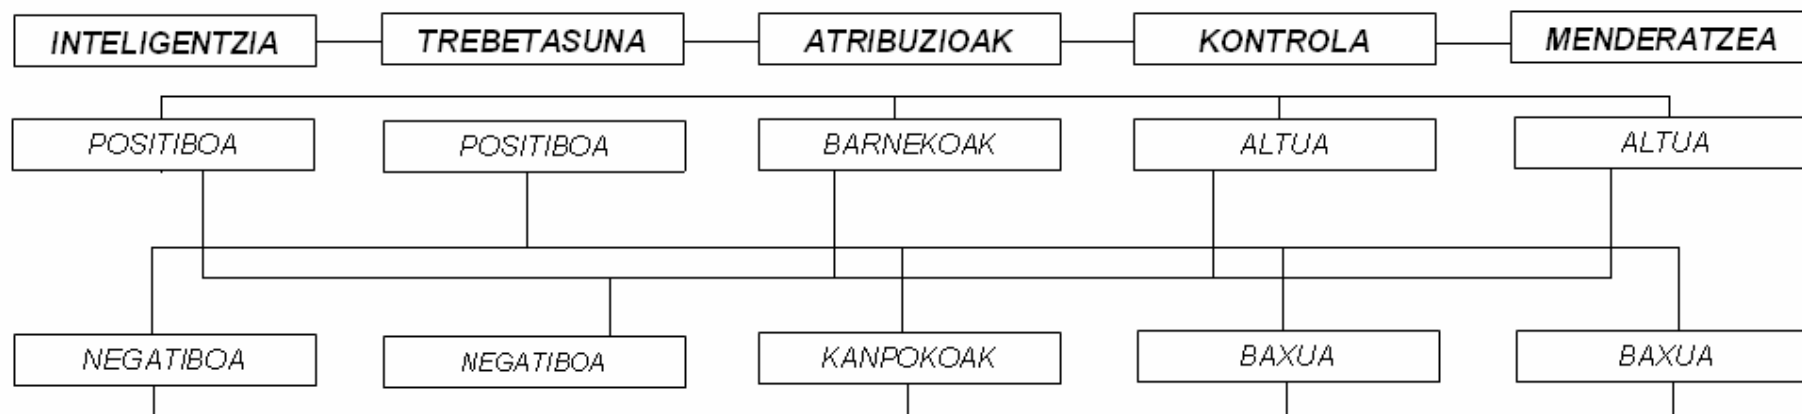 INTELIGENTZIA TREBETASUNA ATRIBUZIOAK KONTROLA MENDERATZEA
POSITIBOA POSITIBOA BARNEKOAK ALTUA ALTUA
NEGATIBOA NEGATIBOA KANPOKOAK BAXUA BAXUA